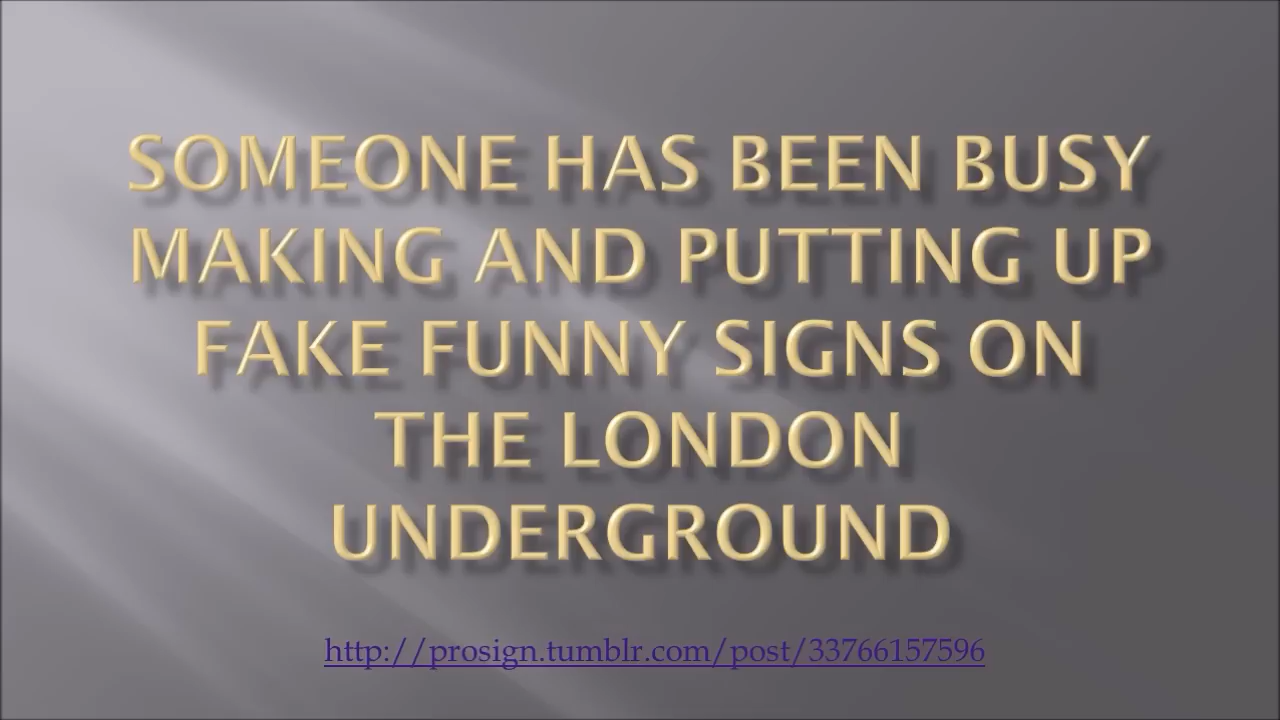 SOMEONE HAS BEEN BUSY
MAKING AND PUTTING UP
FAKE FUNNY SIGNS ON
THE LONDON
UNDERGROUND
http://prosign.tumblr.com/post/33766157596